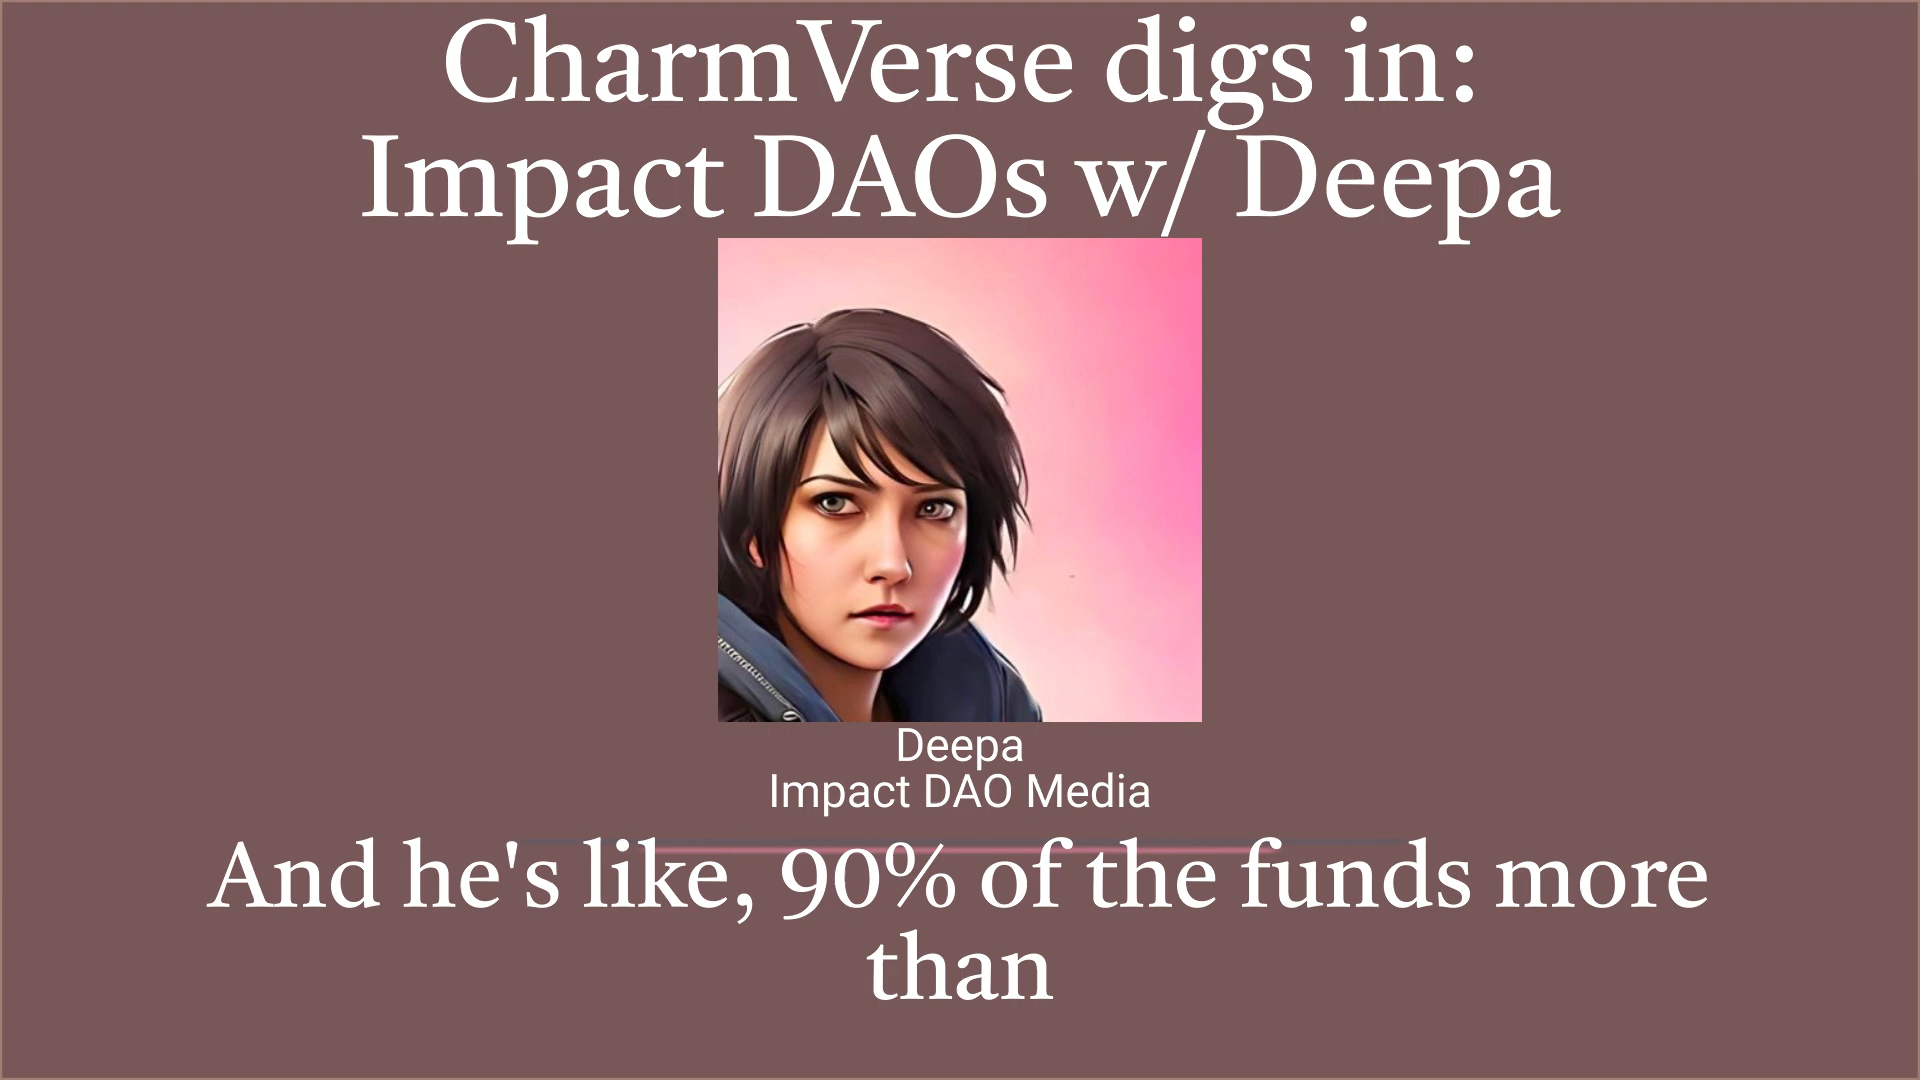 CharmVerse digs in:
Impact DAOs w/ Deepa
Deepa
Impact DAO Media
And he's like, 90% of the funds more
than